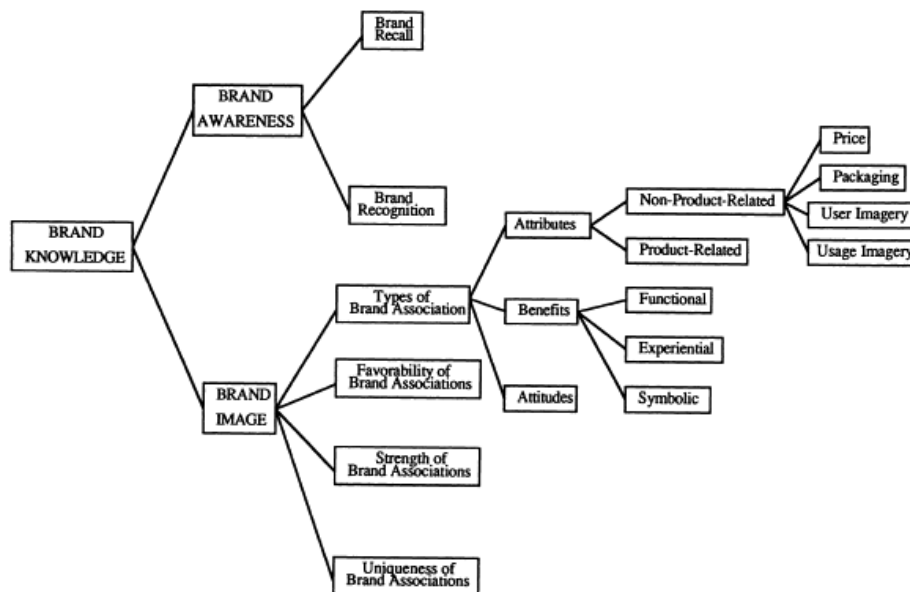 Brand
Recall
BRAND
AWARENESS
Brand
Recognition
BRAND
KNOWLEDGE
Types of
Brand Association
Favorability of
Brand Associations
BRAND
IMAGE
Strength of
Brand Associations
Uniqueness of
Brand Associations
Attributes
Benefits
Attitudes
Non-Product-Related
Product-Related
Functional
Experiential
Symbolic
Price
Packaging
User Imagery
Usage Imagery